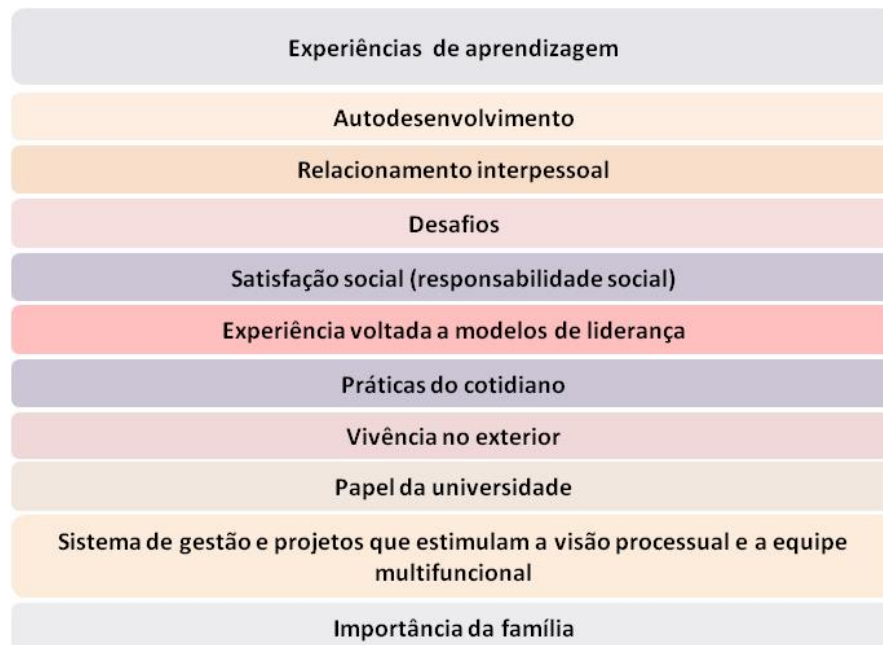 Experiências de aprendizagem
Autodesenvolvimento
Relacionamento interpessoal
Desafios
Satisfação social (responsabilidade social)
Experiência voltada a modelos de liderança
Práticas do cotidiano
Vivência no exterior
Papel da universidade
Sistema de gestão e projetos que estimulam a visão processual e a equipe
multifuncional
Importância da família